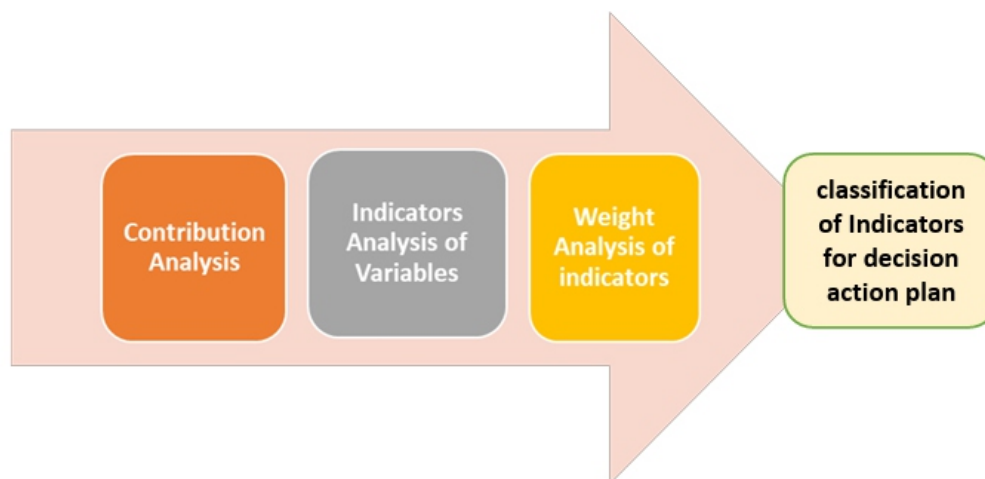 Contribution
Analysis
Indicators
Analysis of
Variables
Weight
Analysis of
indicators
classification
of Indicators
for decision
action plan